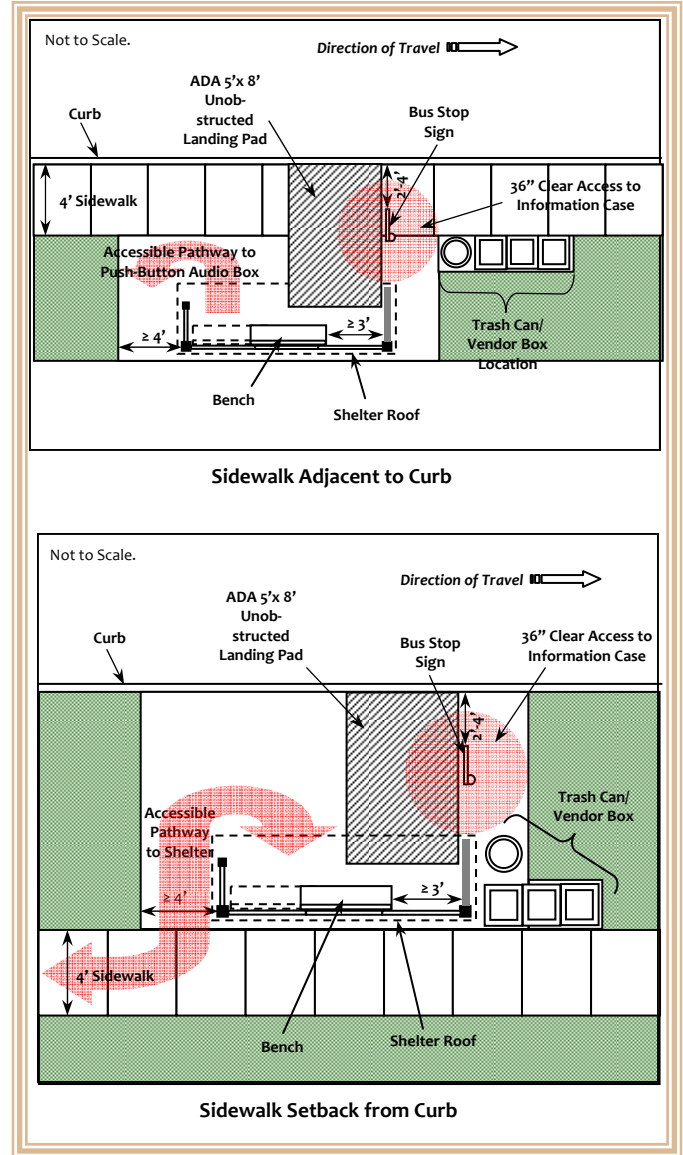 Not to Scale.
Direction of Travel
ADA 5'x 8'
Unob-
structed
Landing Pad
Bus Stop
Sign
Curb
36" Clear Access to
Information Case
2'-4'
4' Sidewalk
Accessible Pathway to
Push-Button Audio Box
≥ 4'
≥ 3'
Trash Can/
Vendor Box
Location
Bench
Shelter Roof
Sidewalk Adjacent to Curb
Not to Scale.
Direction of Travel
ADA 5'x 8'
Unob-
structed
Landing Pad
Curb
Bus Stop
Sign
36" Clear Access to
Information Case
2'-4'
Trash Can/
Vendor Box
Accessible
Pathway
to Shelter
≥ 4'
≥ 3'
4' Sidewalk
Bench
Shelter Roof
Sidewalk Setback from Curb